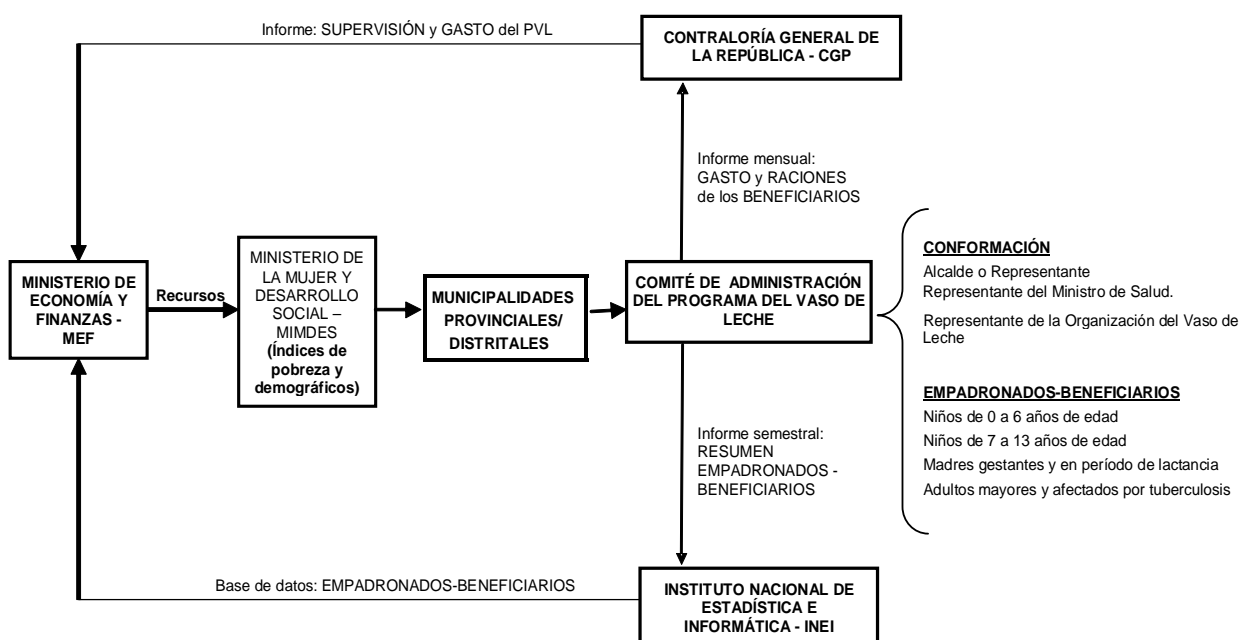 Informe: SUPERVISIÓN y GASTO del PVL
CONTRALORÍA GENERAL DE
LA REPÚBLICA - CGP
Informe mensual:
GASTO y RACIONES
de los BENEFICIARIOS
MINISTERIO DE
ECONOMÍA Y
FINANZAS -
MEF
Recursos
MINISTERIO DE
LA MUJER Y
DESARROLLO
SOCIAL –
MIMDES
(Índices de
pobreza y
demográficos)
MUNICIPALIDADES
PROVINCIALES/
DISTRITALES
COMITÉ DE ADMINISTRACIÓN
DEL PROGRAMA DEL VASO DE
LECHE
CONFORMACIÓN
Alcalde o Representante
Representante del Ministro de Salud.
Representante de la Organización del Vaso de
Leche
EMPADRONADOS-BENEFICIARIOS
Niños de 0 a 6 años de edad
Niños de 7 a 13 años de edad
Madres gestantes y en período de lactancia
Adultos mayores y afectados por tuberculosis
Informe semestral:
RESUMEN
EMPADRONADOS -
BENEFICIARIOS
Base de datos: EMPADRONADOS-BENEFICIARIOS
INSTITUTO NACIONAL DE
ESTADÍSTICA E
INFORMÁTICA - INEI